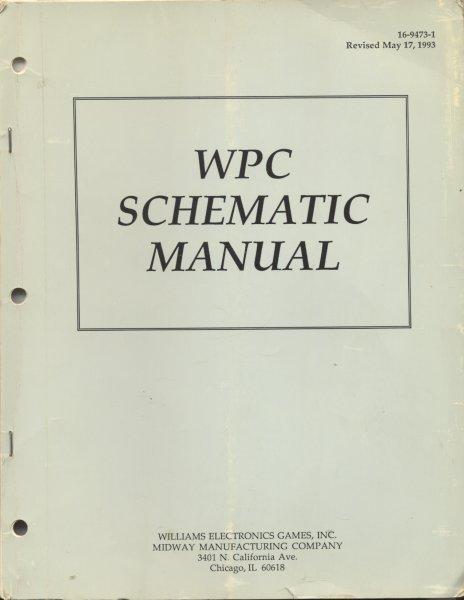 16-9473-1
Revised May 17, 1993
WPC
SCHEMATIC
MANUAL
WILLIAMS ELECTRONICS GAMES, INC.
MIDWAY MANUFACTURING COMPANY
3401 N. California Ave.
Chicago, IL 60618